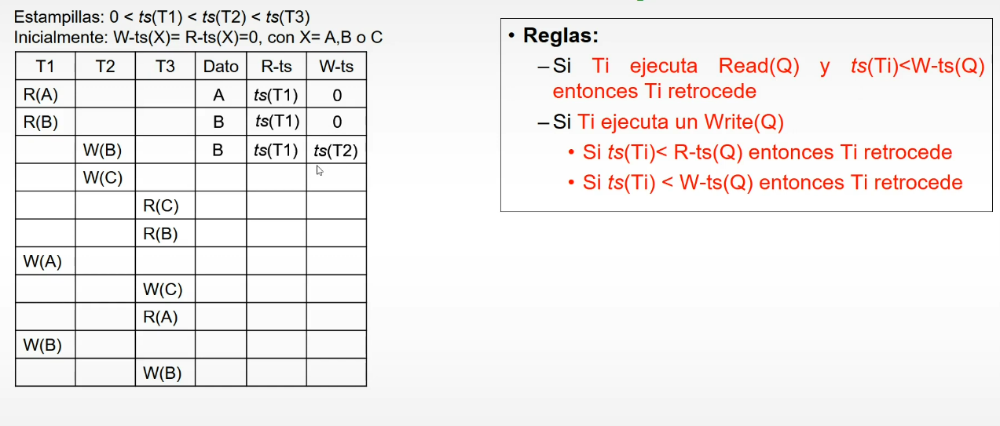 Estampillas: 0 < ts(T1) < ts(T2) < ts(T3)
Inicialmente: W-ts(X)= R-ts(X)=0, con X= A,B o C
T1 T2 T3 Dato R-ts W-ts
R(A) A ts(T1) 0
R(B) B ts(T1) 0
W(B) B ts(T1) ts(T2)
W(C)
R(C)
R(B)
W(A)
W(C)
R(A)
W(B)
W(B)
• Reglas:
–Si Ti ejecuta Read(Q) y ts(Ti)<W-ts(Q)
entonces Ti retrocede
–Si Ti ejecuta un Write(Q)
• Si ts(Ti)< R-ts(Q) entonces Ti retrocede
• Si ts(Ti) < W-ts(Q) entonces Ti retrocede